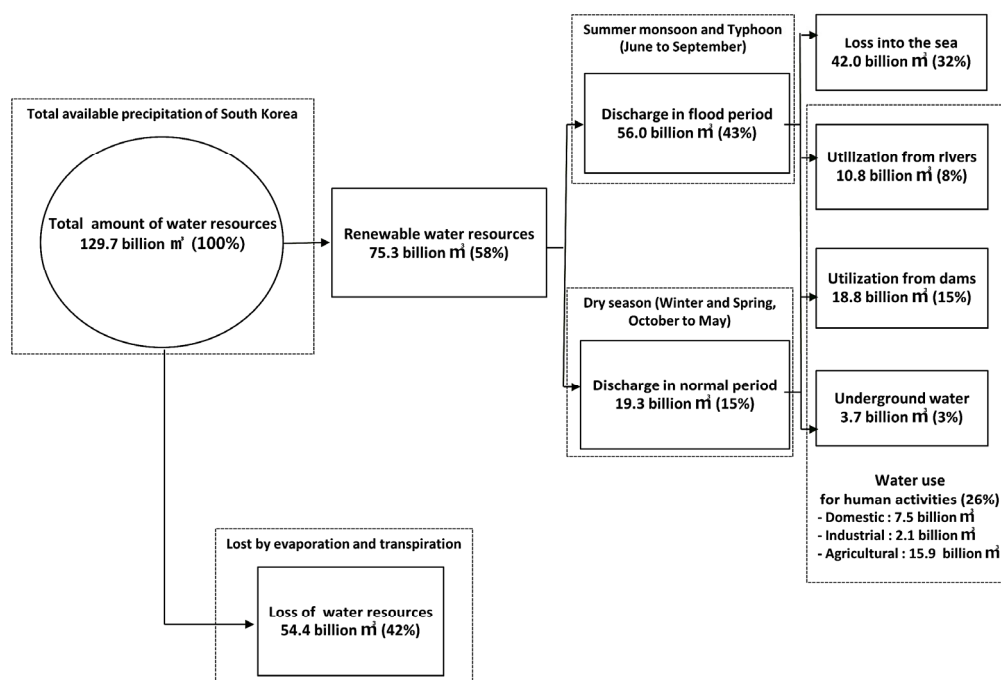 Total available precipitation of South Korea
Total amount of water resources
129.7 billion ㎥ (100%)
Renewable water resources
75.3 billion ㎥ (58%)
Summer monsoon and Typhoon
(June to September)
Discharge in flood period
56.0 billion ㎥ (43%)
Dry season (Winter and Spring,
October to May)
Discharge in normal period
19.3 billion ㎥ (15%)
Loss into the sea
42.0 billion ㎥ (32%)
Utilization from rivers
10.8 billion ㎥ (8%)
Utilization from dams
18.8 billion ㎥ (15%)
Underground water
3.7 billion ㎥ (3%)
Water use
for human activities (26%)
- Domestic : 7.5 billion ㎥
- Industrial : 2.1 billion ㎥
- Agricultural : 15.9 billion ㎥
Lost by evaporation and transpiration
Loss of water resources
54.4 billion ㎥ (42%)